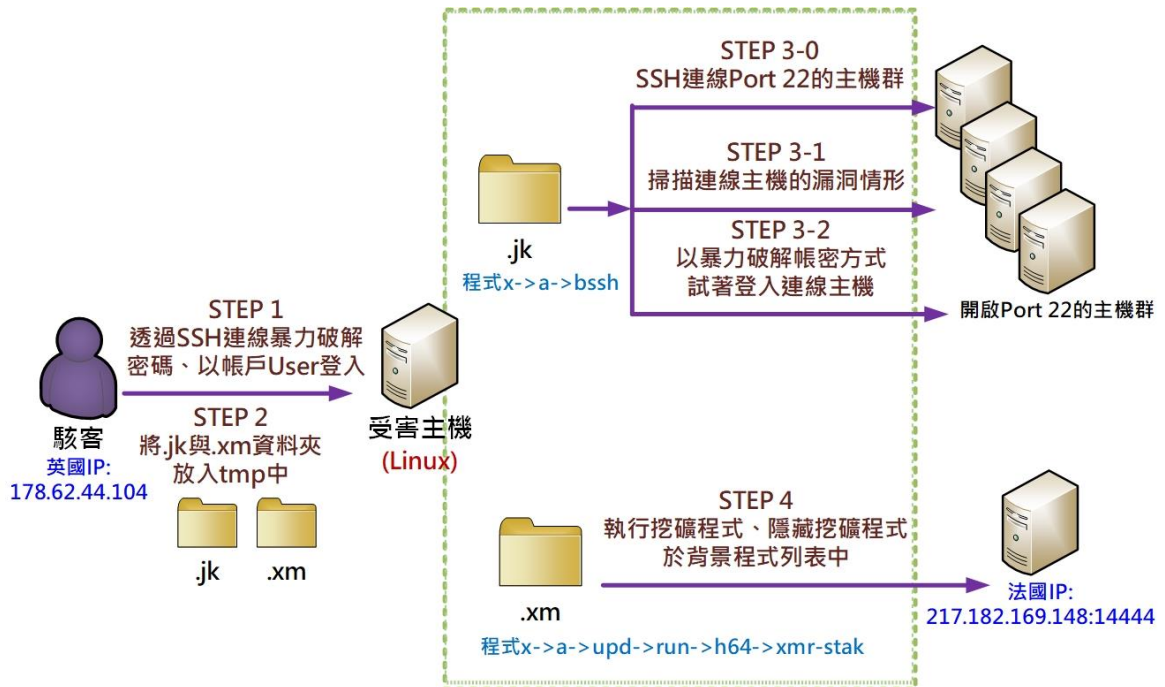 STEP 1
透過SSH連線暴力破解
密碼、以帳戶User登入
STEP 2
將.jk與.xm資料夾
放入tmp中
.jk
.xm
駭客
英國IP:
178.62.44.104
受害主機
(Linux)
.jk
程式x->a->bssh
STEP 3-0
SSH連線Port 22的主機群
STEP 3-1
掃描連線主機的漏洞情形
STEP 3-2
以暴力破解帳密方式
試著登入連線主機
開啟Port 22的主機群
STEP 4
執行挖礦程式、隱藏挖礦程式
於背景程式列表中
.xm
程式x->a->upd->run->h64->xmr-stak
法國IP:
217.182.169.148:14444